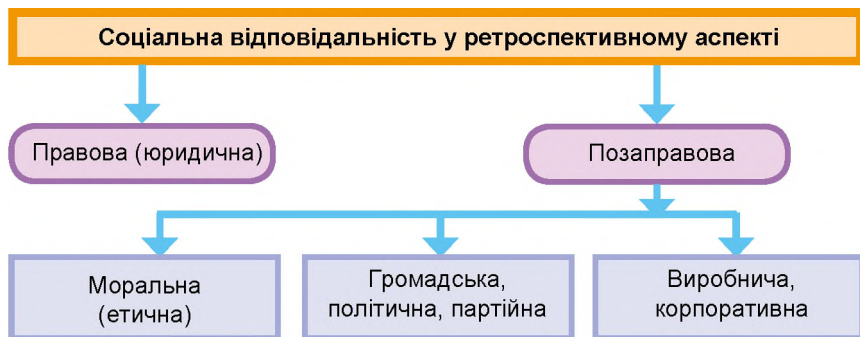 Соціальна відповідальність у ретроспективному аспекті
Правова (юридична)
Позаправова
Моральна
(етична)
Громадська,
політична, партійна
Виробнича,
корпоративна